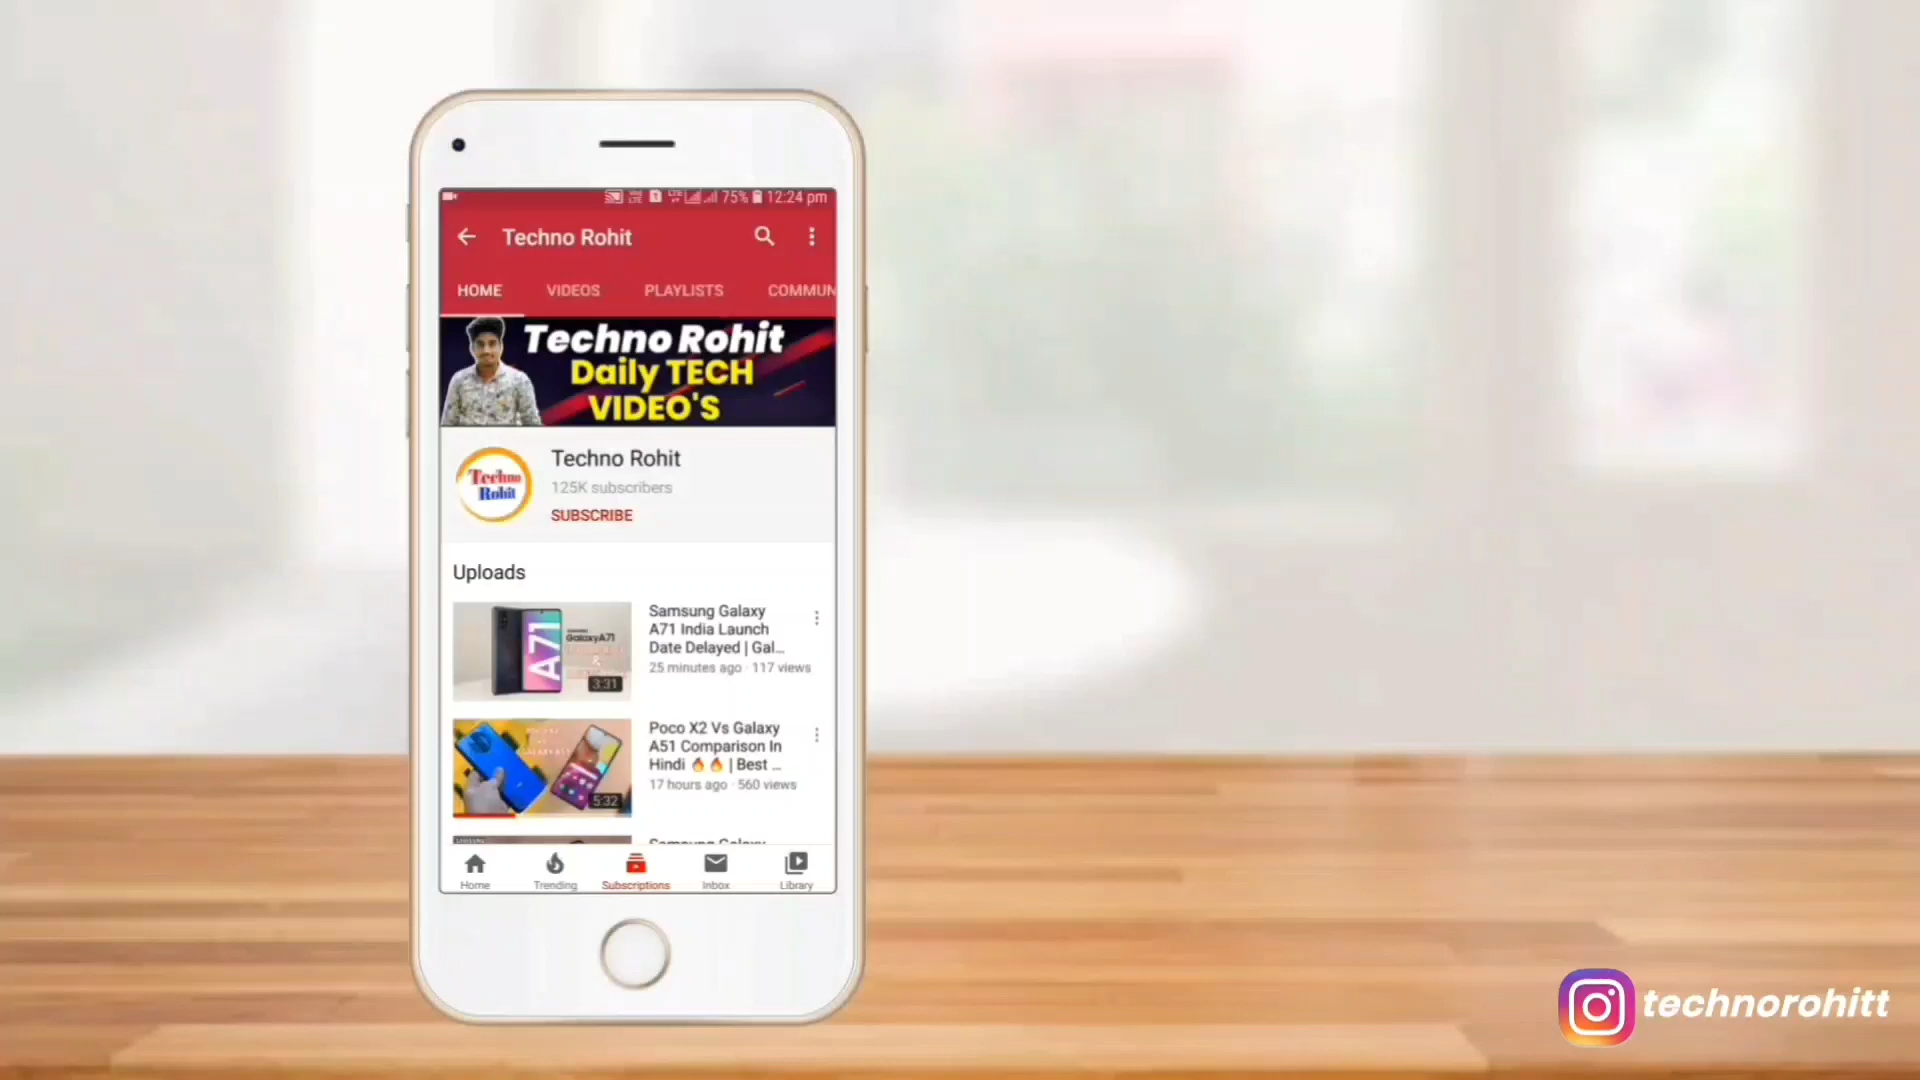 75% 12:24 pm
Techno Rohit
HOME VIDEOS PLAYLISTS COMMUN
Techno Rohit
Daily TECH
VIDEO'S
Techno
Rohit
Techno Rohit
125K subscribers
SUBSCRIBE
Uploads
A71
GalaxyA71
&
3:31
Samsung Galaxy
A71 India Launch
Date Delayed | Gal...
25 minutes ago · 117 views
5:32
Poco X2 Vs Galaxy
A51 Comparison In
Hindi 🔥🔥 | Best ...
17 hours ago · 560 views
Samsung Galaxy
Home Trending Subscriptions Inbox Library
technorohitt